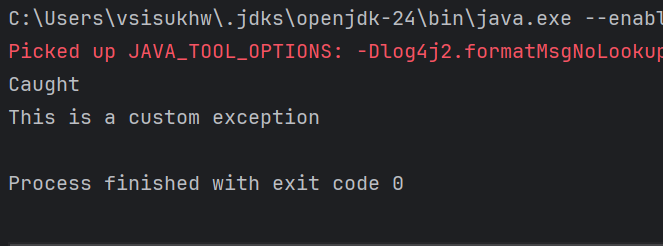 C:\Users\vsisukhw\.jdks\openjdk-24\bin\java.exe --enabl
Picked up JAVA_TOOL_OPTIONS: -Dlog4j2.formatMsgNoLookup
Caught
This is a custom exception
Process finished with exit code 0